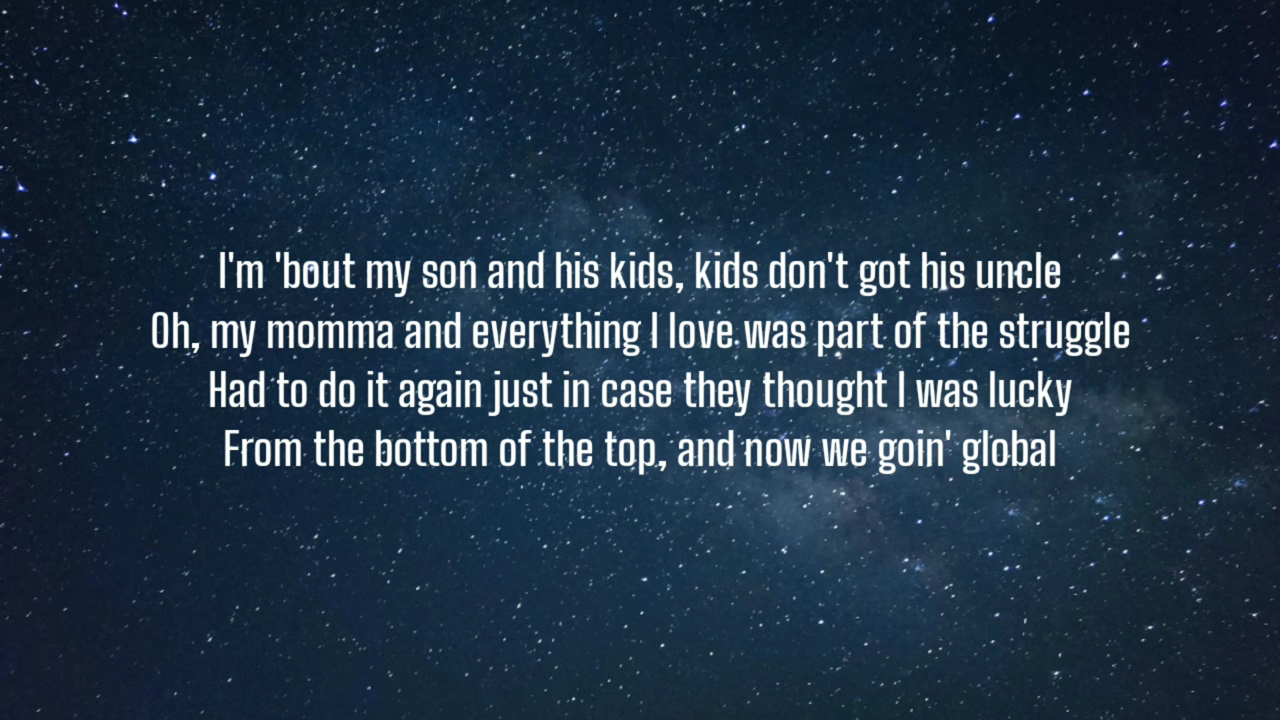 I'm 'bout my son and his kids, kids don't got his uncle
Oh, my momma and everything I love was part of the struggle
Had to do it again just in case they thought I was lucky
From the bottom of the top, and now we goin' global